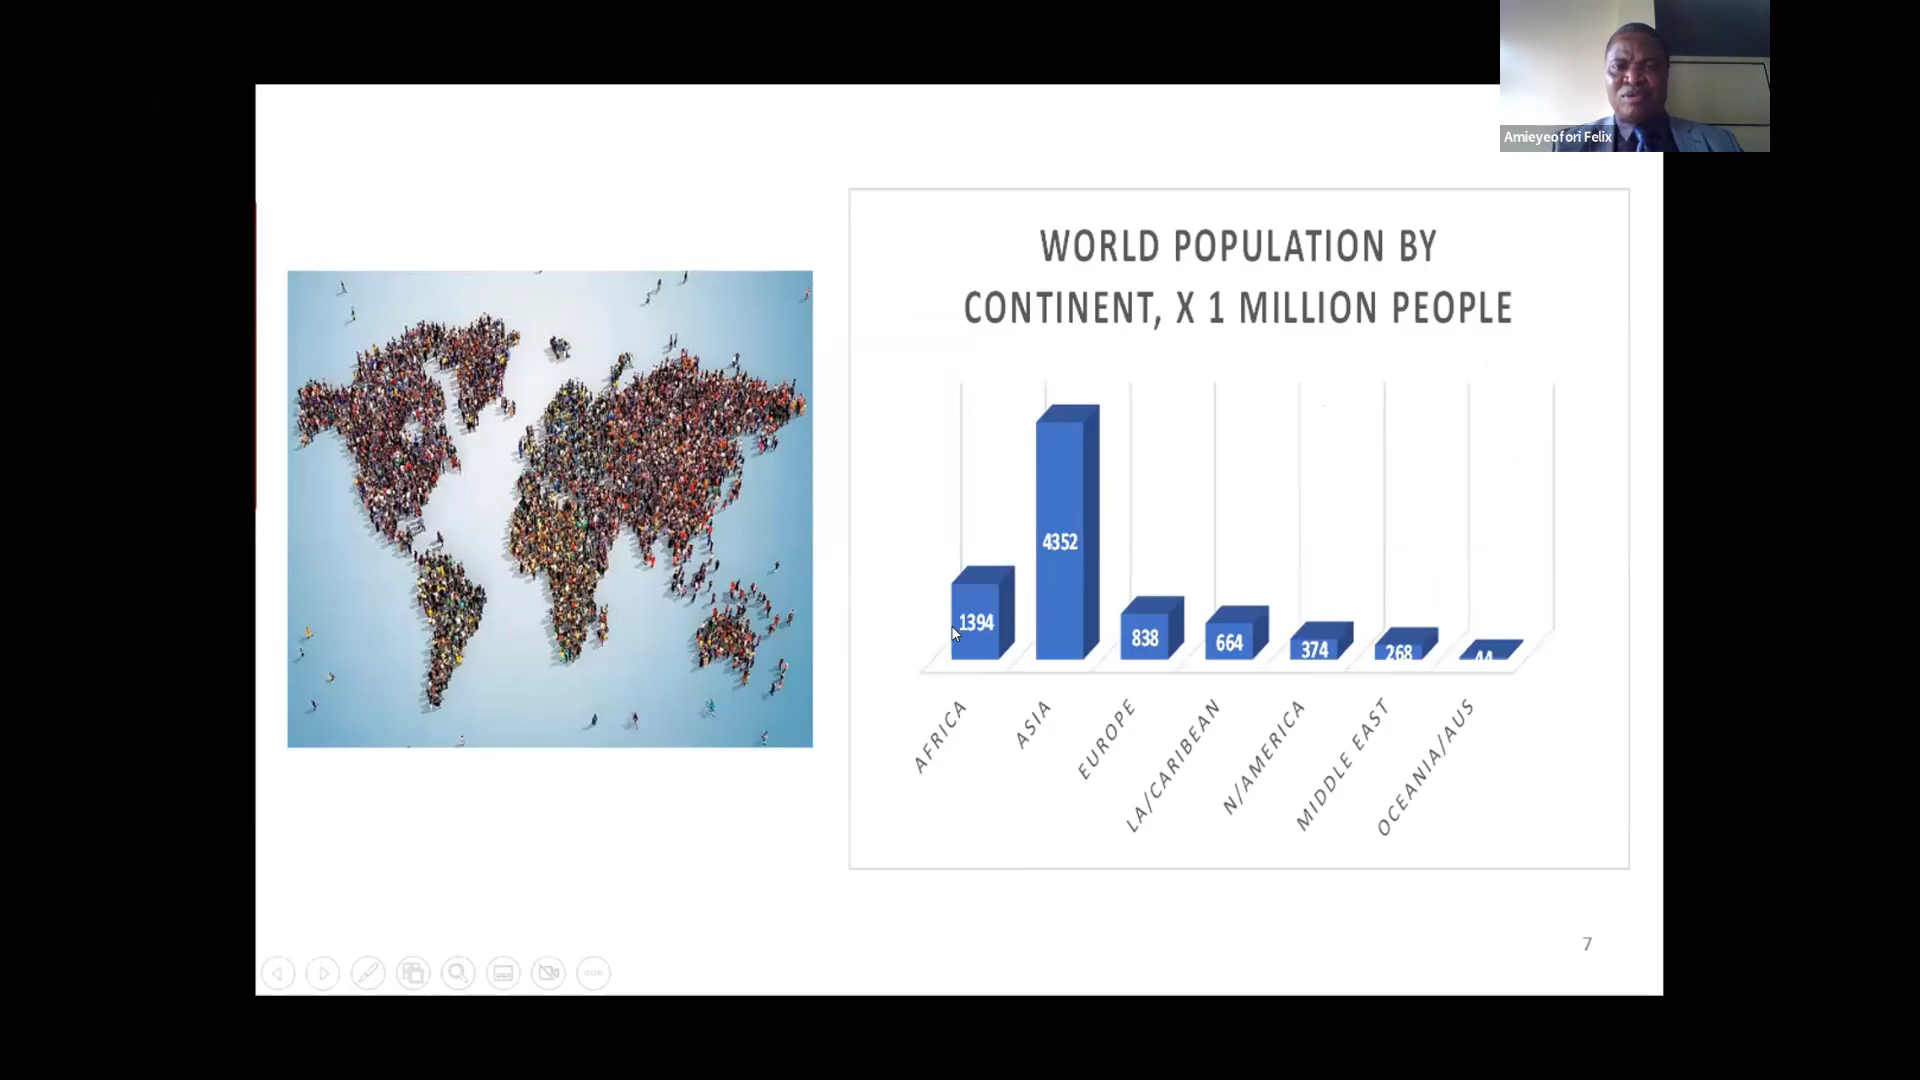 Amieyeofori Felix
WORLD POPULATION BY
CONTINENT, X 1 MILLION PEOPLE
1394
4352
838
664
374
268
44
AFRICA
ASIA
EUROPE
LA/CARIBEAN
N/AMERICA
MIDDLE EAST
OCEANIA/AUS
7